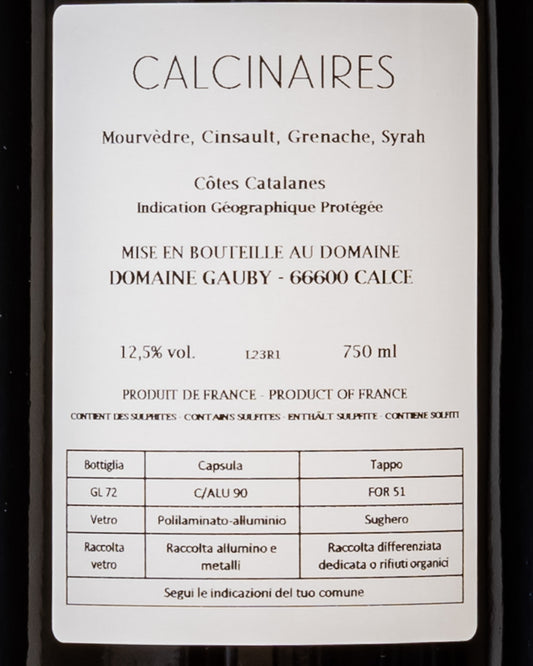 CALCINAIRES
Mourvèdre, Cinsault, Grenache, Syrah
Côtes Catalanes
Indication Géographique Protégée
MISE EN BOUTEILLE AU DOMAINE
DOMAINE GAUBY - 66600 CALCE
12,5% vol. L23R1 750 ml
PRODUIT DE FRANCE - PRODUCT OF FRANCE
CONTIENT DES SULPHITES - CONTAINS SULFITES - ENTHÄLT SULPFITE - CONTIENE SOLFITI
Bottiglia Capsula Tappo
GL 72 C/ALU 90 FOR 51
Vetro Polilaminato-alluminio Sughero
Raccolta vetro Raccolta allumino e metalli Raccolta differenziata dedicata o rifiuti organici
Segui le indicazioni del tuo comune